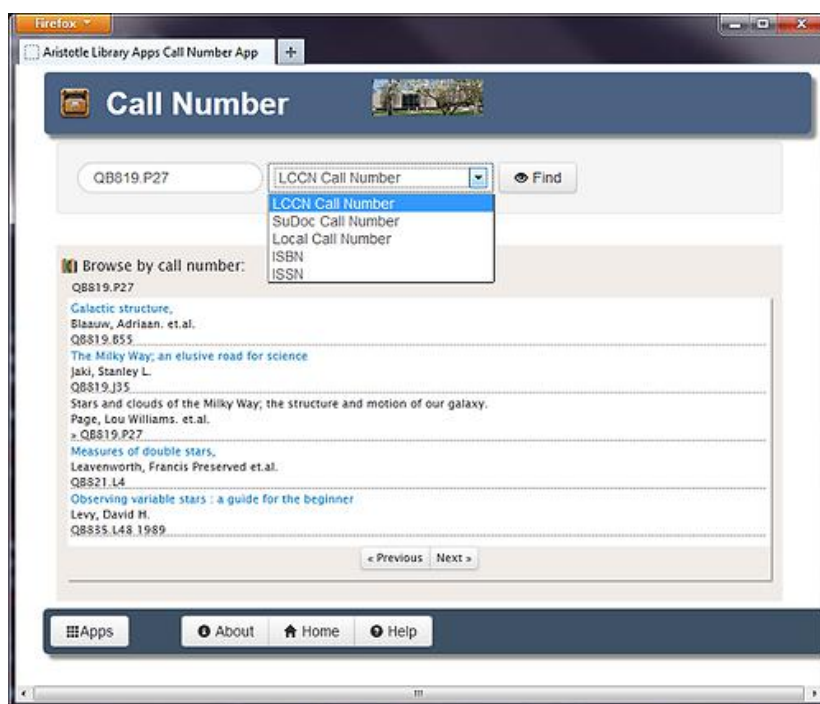 Firefox
Aristotle Library Apps Call Number App
Call Number
QB819.P27
LCCN Call Number
Find
LCCN Call Number
SuDoc Call Number
Local Call Number
ISBN
ISSN
Browse by call number:
QB819.P27
Galactic structure,
Blaauw, Adriaan. et.al.
QB819.B55
The Milky Way; an elusive road for science
Jaki, Stanley L.
QB819.J35
Stars and clouds of the Milky Way; the structure and motion of our galaxy.
Page, Lou Williams. et.al.
» QB819.P27
Measures of double stars,
Leavenworth, Francis Preserved et.al.
QB821.L4
Observing variable stars : a guide for the beginner
Levy, David H.
QB835.L48 1989
« Previous Next »
Apps About Home Help